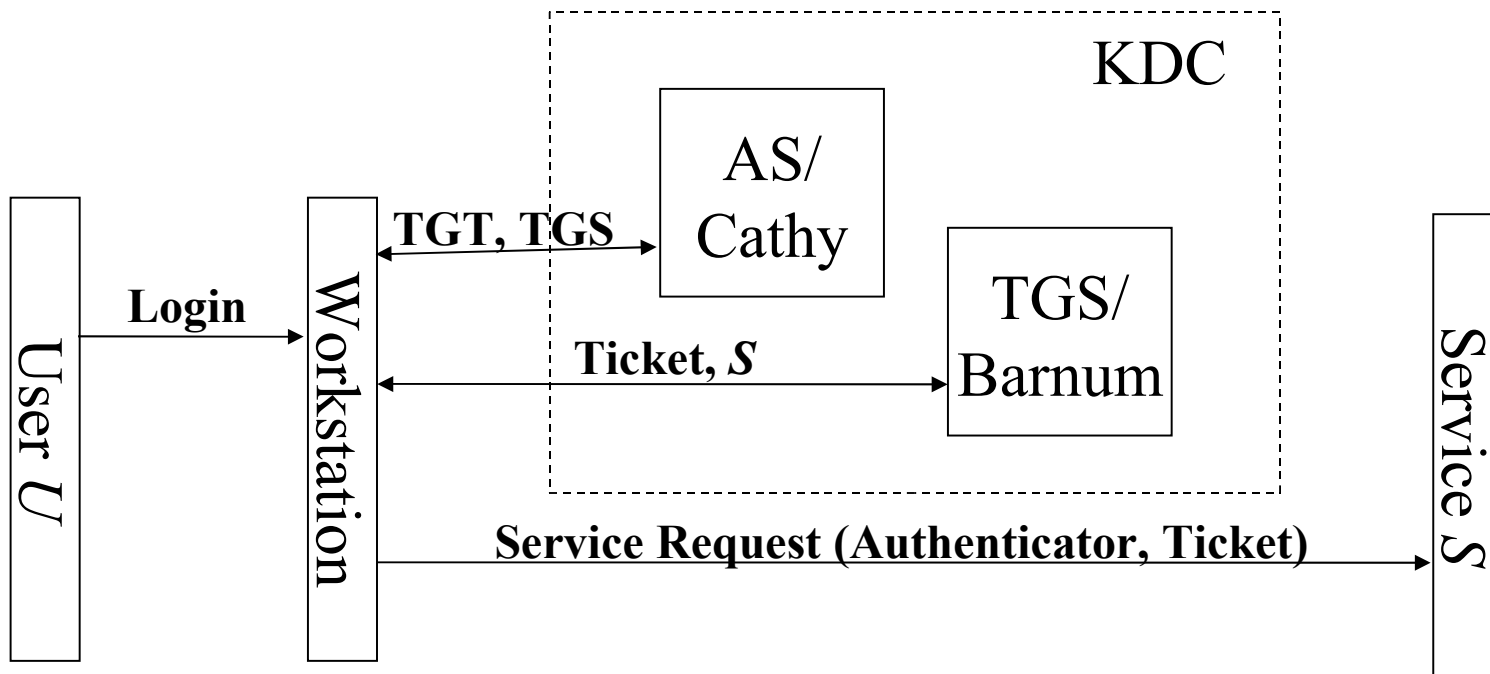 KDC
AS/
Cathy
TGT, TGS
TGS/
Barnum
Login
Ticket, S
User U
Workstation
Service S
Service Request (Authenticator, Ticket)